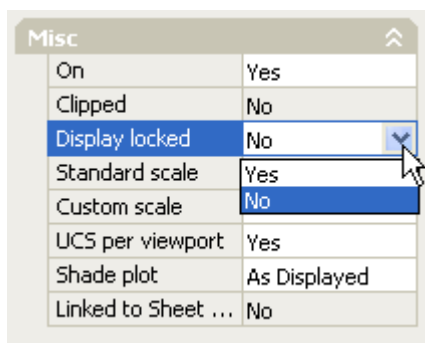 Misc
On Yes
Clipped No
Display locked No
Standard scale Yes
Custom scale No
UCS per viewport Yes
Shade plot As Displayed
Linked to Sheet ... No